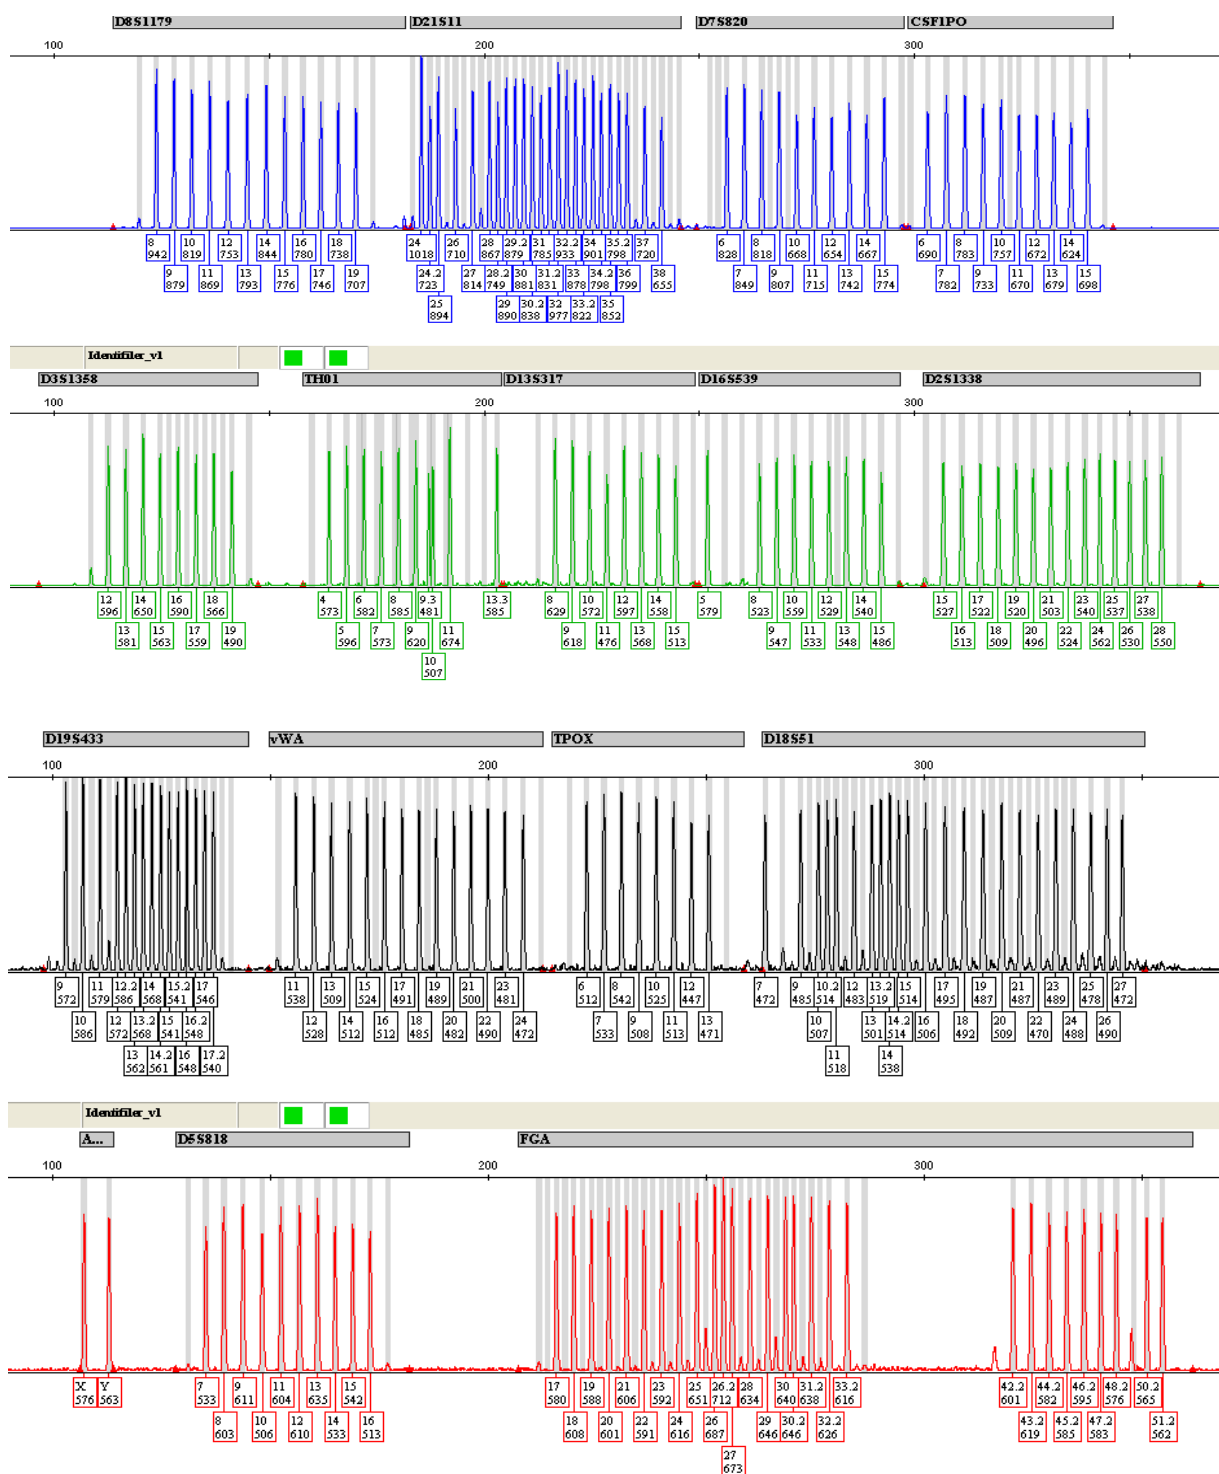 D8S1179 D21S11 D7S820 CSF1PO
100 200 300
8 10 12 14 16 18 24 26 28 29.2 31 32.2 34 35.2 37 6 8 10 12 14 6 8 10 12 14
942 819 753 844 780 738 1018 710 867 879 785 933 901 798 720 828 818 668 654 667 690 783 757 672 624
9 11 13 15 17 19 24.2 27 28.2 30 31.2 33 34.2 36 38 7 9 11 13 15 7 9 11 13 15
879 869 793 776 746 707 723 814 749 881 831 878 798 799 655 849 807 715 742 774 782 733 670 679 698
25 29 30.2 32 33.2 35
894 890 838 977 822 852
Identifiler_v1
D3S1358 TH01 D13S317 D16S539 D2S1338
100 200 300
12 14 16 18 4 6 8 9.3 13.3 8 10 12 14 5 8 10 12 14 15 17 19 21 23 25 27
596 650 590 566 573 582 585 481 585 629 572 597 558 579 523 559 529 540 527 522 520 503 540 537 538
13 15 17 19 5 7 9 11 9 11 13 15 9 11 13 15 16 18 20 22 24 26 28
581 563 559 490 596 573 620 674 618 476 568 513 547 533 548 486 513 509 496 524 562 530 550
10
507
D19S433 vWA TPOX D18S51
100 200 300
9 11 12.2 14 15.2 17 11 13 15 17 19 21 23 6 8 10 12 7 9 10.2 12 13.2 15 17 19 21 23 25 27
572 579 586 568 541 546 538 509 524 491 489 500 481 512 542 525 447 472 485 514 483 519 514 495 487 487 489 478 472
10 12 13.2 15 16.2 12 14 16 18 20 22 24 7 9 11 13 10 13 14.2 16 18 20 22 24 26
586 572 568 541 548 528 512 512 485 482 490 472 533 508 513 471 507 501 514 506 492 509 470 488 490
13 14.2 16 17.2 11 14
562 561 548 540 518 538
Identifiler_v1
A... D5S818 FGA
100 200 300
X Y 7 9 11 13 15 17 19 21 23 25 26.2 28 30 31.2 33.2 42.2 44.2 46.2 48.2 50.2
576 563 533 611 604 635 542 580 588 606 592 651 712 634 640 638 616 601 582 595 576 565
8 10 12 14 16 18 20 22 24 26 29 30.2 32.2 43.2 45.2 47.2 51.2
603 506 610 533 513 608 601 591 616 687 646 646 626 619 585 583 562
27
673